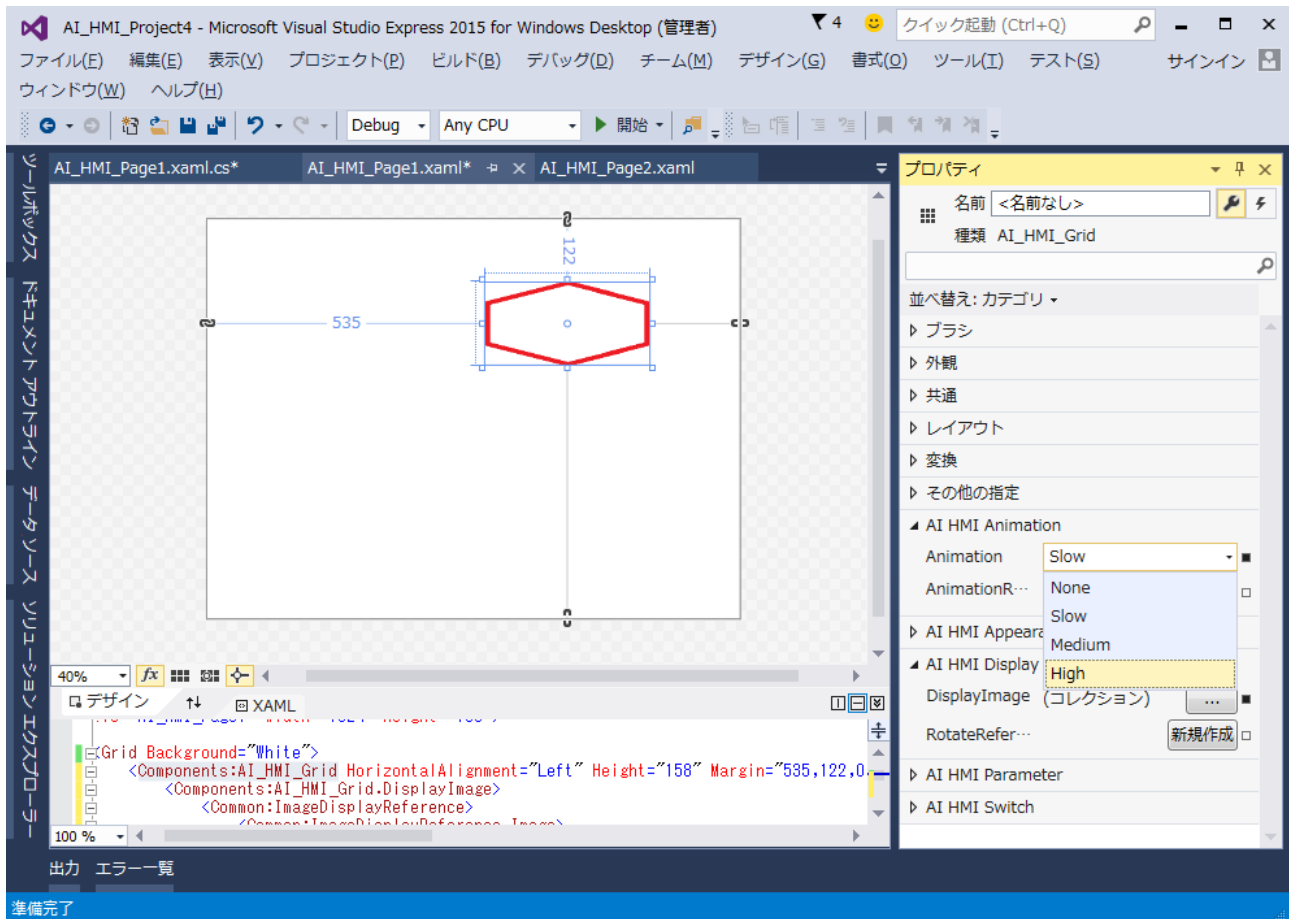 AI_HMI_Project4 - Microsoft Visual Studio Express 2015 for Windows Desktop (管理者)
4
クイック起動 (Ctrl+Q)
ファイル(F) 編集(E) 表示(V) プロジェクト(P) ビルド(B) デバッグ(D) チーム(M) デザイン(G) 書式(O) ツール(T) テスト(S) サインイン
ウィンドウ(W) ヘルプ(H)
Debug Any CPU 開始
ツールボックス
ドキュメント アウトライン
データ ソース
ソリューション エクスプローラー
AI_HMI_Page1.xaml.cs* AI_HMI_Page1.xaml* AI_HMI_Page2.xaml
122
535
40% fx
デザイン XAML
<Grid Background="White">
<Components:AI_HMI_Grid HorizontalAlignment="Left" Height="158" Margin="535,122,0
<Components:AI_HMI_Grid.DisplayImage>
<Common:ImageDisplayReference>
<Common:ImageDisplayReference.Image>
100 %
プロパティ
名前 <名前なし>
種類 AI_HMI_Grid
並べ替え: カテゴリ
ブラシ
外観
共通
レイアウト
変換
その他の指定
AI HMI Animation
Animation Slow
AnimationR…
None
Slow
Medium
High
AI HMI Appeara
AI HMI Display
DisplayImage (コレクション) ...
RotateRefer… 新規作成
AI HMI Parameter
AI HMI Switch
出力 エラー一覧
準備完了